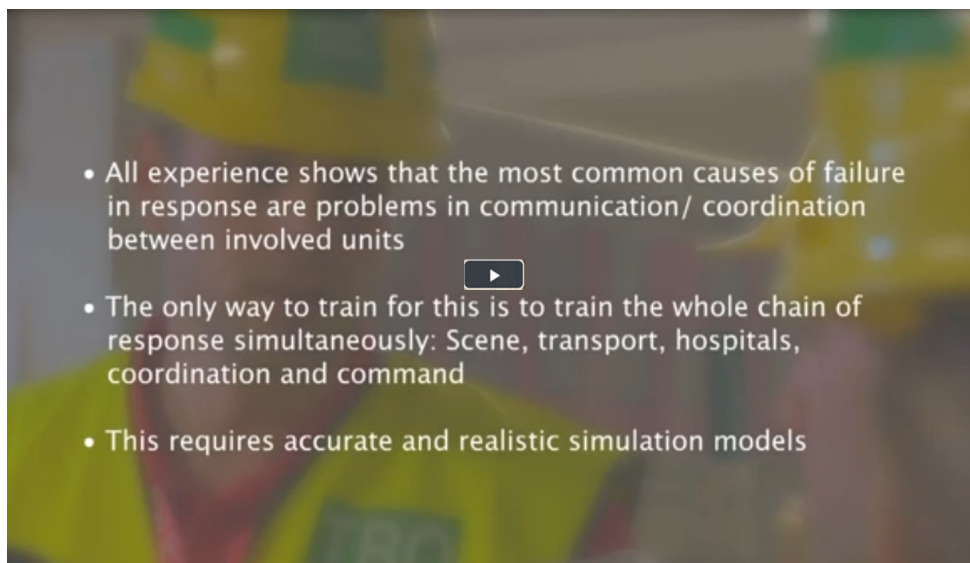 • All experience shows that the most common causes of failure
in response are problems in communication/ coordination
between involved units
• The only way to train for this is to train the whole chain of
response simultaneously: Scene, transport, hospitals,
coordination and command
• This requires accurate and realistic simulation models